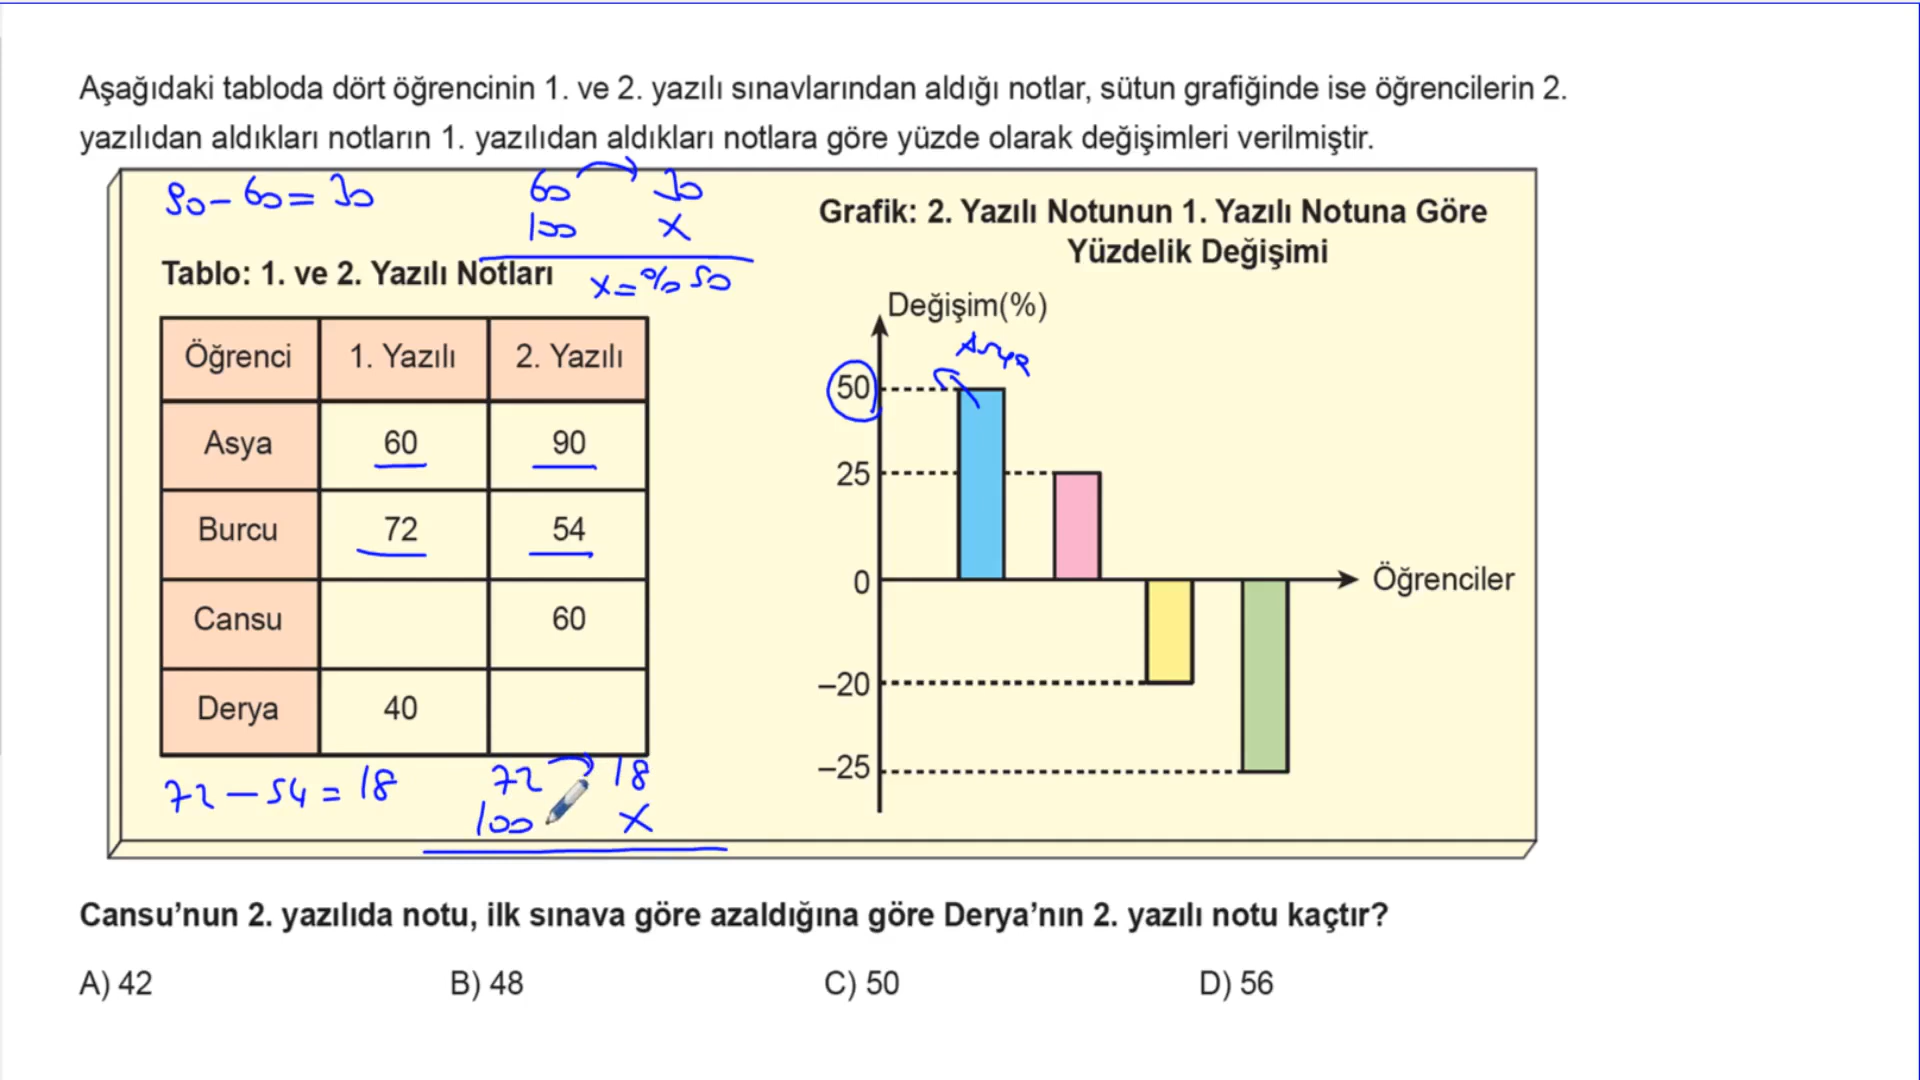 Aşağıdaki tabloda dört öğrencinin 1. ve 2. yazılı sınavlarından aldığı notlar, sütun grafiğinde ise öğrencilerin 2.
yazılıdan aldıkları notların 1. yazılıdan aldıkları notlara göre yüzde olarak değişimleri verilmiştir.
90 - 60 = 30
60 30
100 x
x = % 50
Tablo: 1. ve 2. Yazılı Notları
Öğrenci 1. Yazılı 2. Yazılı
Asya 60 90
Burcu 72 54
Cansu 60
Derya 40
72 - 54 = 18
72 18
100 x
Grafik: 2. Yazılı Notunun 1. Yazılı Notuna Göre
Yüzdelik Değişimi
Değişim(%)
Asya
50
25
0
Öğrenciler
–20
–25
Cansu’nun 2. yazılıda notu, ilk sınava göre azaldığına göre Derya’nın 2. yazılı notu kaçtır?
A) 42 B) 48 C) 50 D) 56